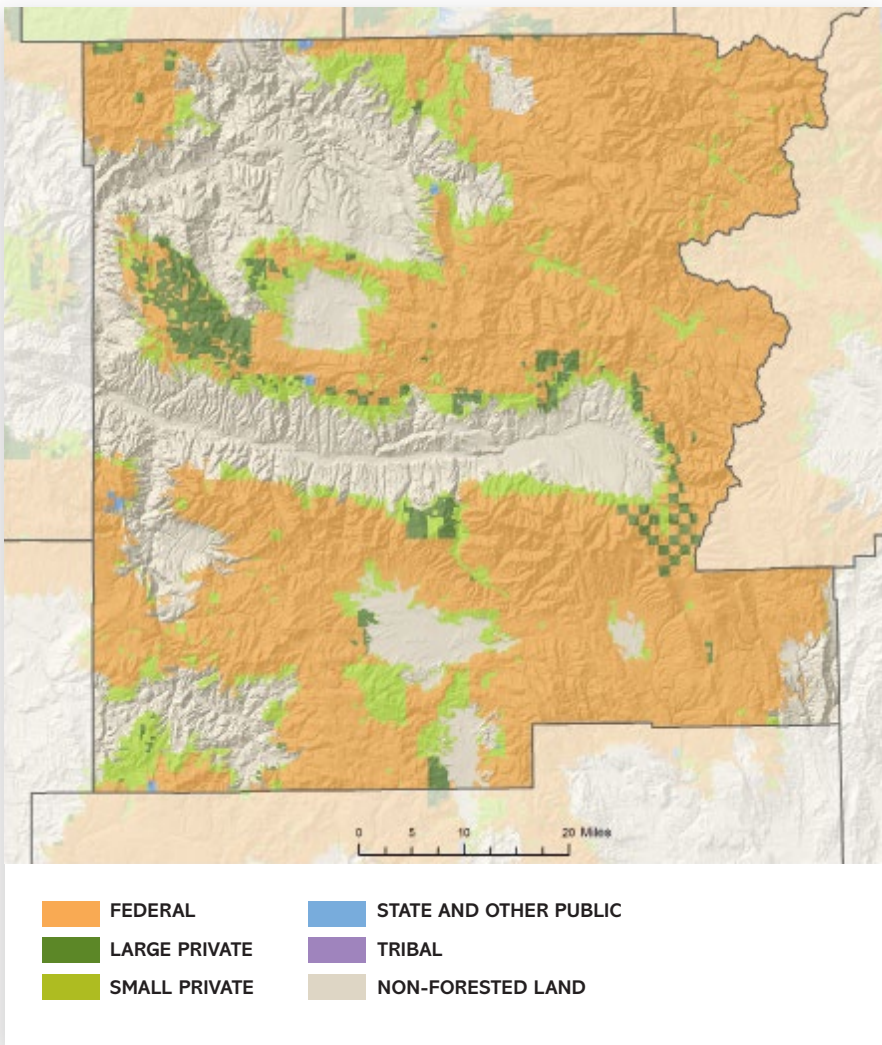 0 5 10 20 Miles
FEDERAL
LARGE PRIVATE
SMALL PRIVATE
STATE AND OTHER PUBLIC
TRIBAL
NON-FORESTED LAND